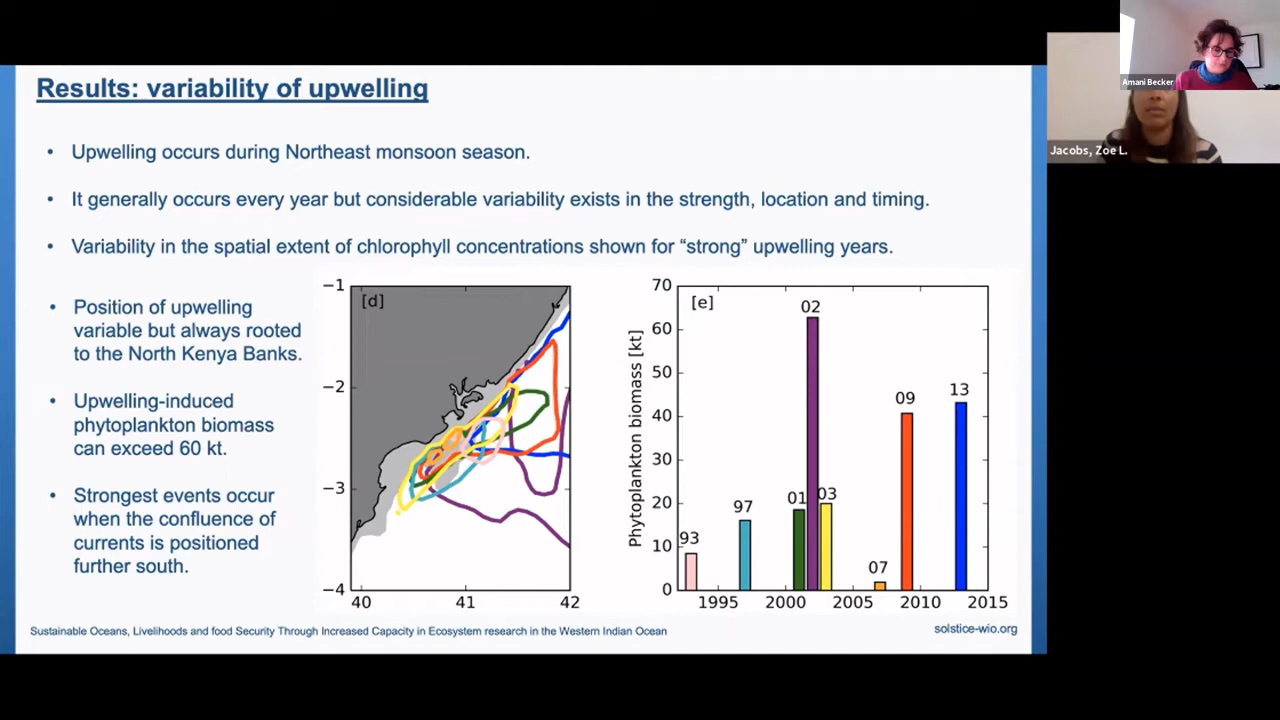 Results: variability of upwelling
• Upwelling occurs during Northeast monsoon season.
• It generally occurs every year but considerable variability exists in the strength, location and timing.
• Variability in the spatial extent of chlorophyll concentrations shown for “strong” upwelling years.
• Position of upwelling
variable but always rooted
to the North Kenya Banks.
• Upwelling-induced
phytoplankton biomass
can exceed 60 kt.
• Strongest events occur
when the confluence of
currents is positioned
further south.
[d]
−1
−2
−3
−4
40 41 42
[e]
Phytoplankton biomass [kt]
70
60
50
40
30
20
10
0
93
97
01
02
03
07
09
13
1995 2000 2005 2010 2015
Sustainable Oceans, Livelihoods and food Security Through Increased Capacity in Ecosystem research in the Western Indian Ocean
solstice-wio.org
Amani Becker
Jacobs, Zoe L.